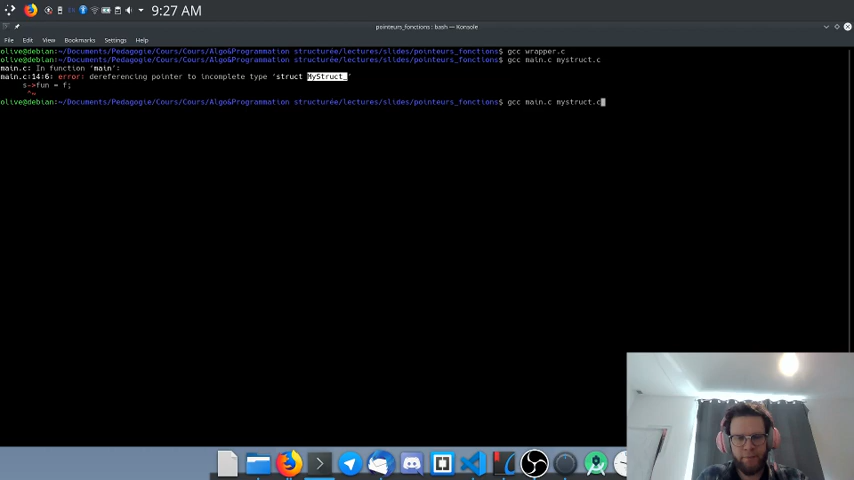 9:27 AM
pointeurs_fonctions : bash — Konsole
File Edit View Bookmarks Settings Help
olive@debian:~/Documents/Pedagogie/Cours/Cours/Algo&Programmation structurée/lectures/slides/pointeurs_fonctions$ gcc wrapper.c
olive@debian:~/Documents/Pedagogie/Cours/Cours/Algo&Programmation structurée/lectures/slides/pointeurs_fonctions$ gcc main.c mystruct.c
main.c: In function ‘main’:
main.c:14:6: error: dereferencing pointer to incomplete type ‘struct MyStruct_’
s->fun = f;
^~
olive@debian:~/Documents/Pedagogie/Cours/Cours/Algo&Programmation structurée/lectures/slides/pointeurs_fonctions$ gcc main.c mystruct.c